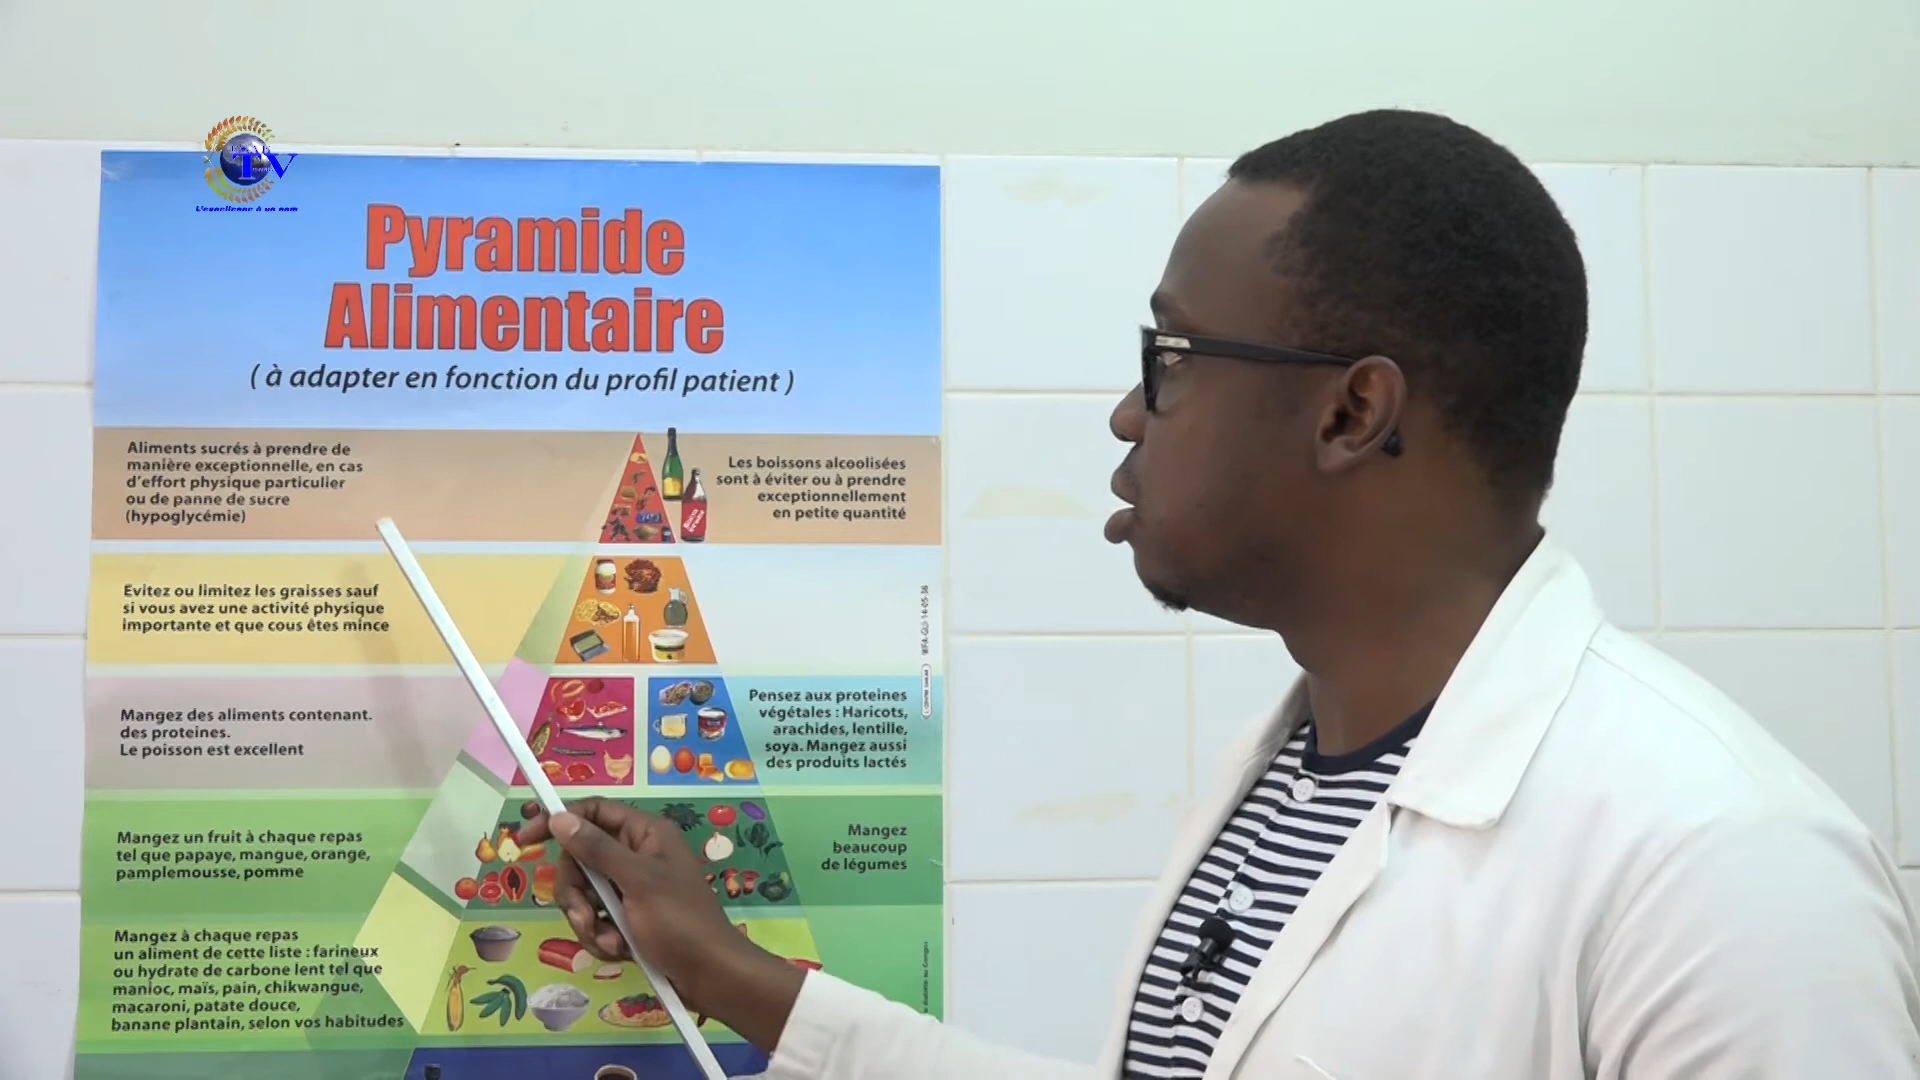 TV
L'excellence a un nom
Pyramide
Alimentaire
( à adapter en fonction du profil patient )
Aliments sucrés à prendre de
manière exceptionnelle, en cas
d'effort physique particulier
ou de panne de sucre
(hypoglycémie)
Les boissons alcoolisées
sont à éviter ou à prendre
exceptionnellement
en petite quantité
Evitez ou limitez les graisses sauf
si vous avez une activité physique
importante et que cous êtes mince
Mangez des aliments contenant.
des proteines.
Le poisson est excellent
Pensez aux proteines
végétales : Haricots,
arachides, lentille,
soya. Mangez aussi
des produits lactés
Mangez un fruit à chaque repas
tel que papaye, mangue, orange,
pamplemousse, pomme
Mangez
beaucoup
de légumes
Mangez à chaque repas
un aliment de cette liste : farineux
ou hydrate de carbone lent tel que
manioc, maïs, pain, chikwangue,
macaroni, patate douce,
banane plantain, selon vos habitudes